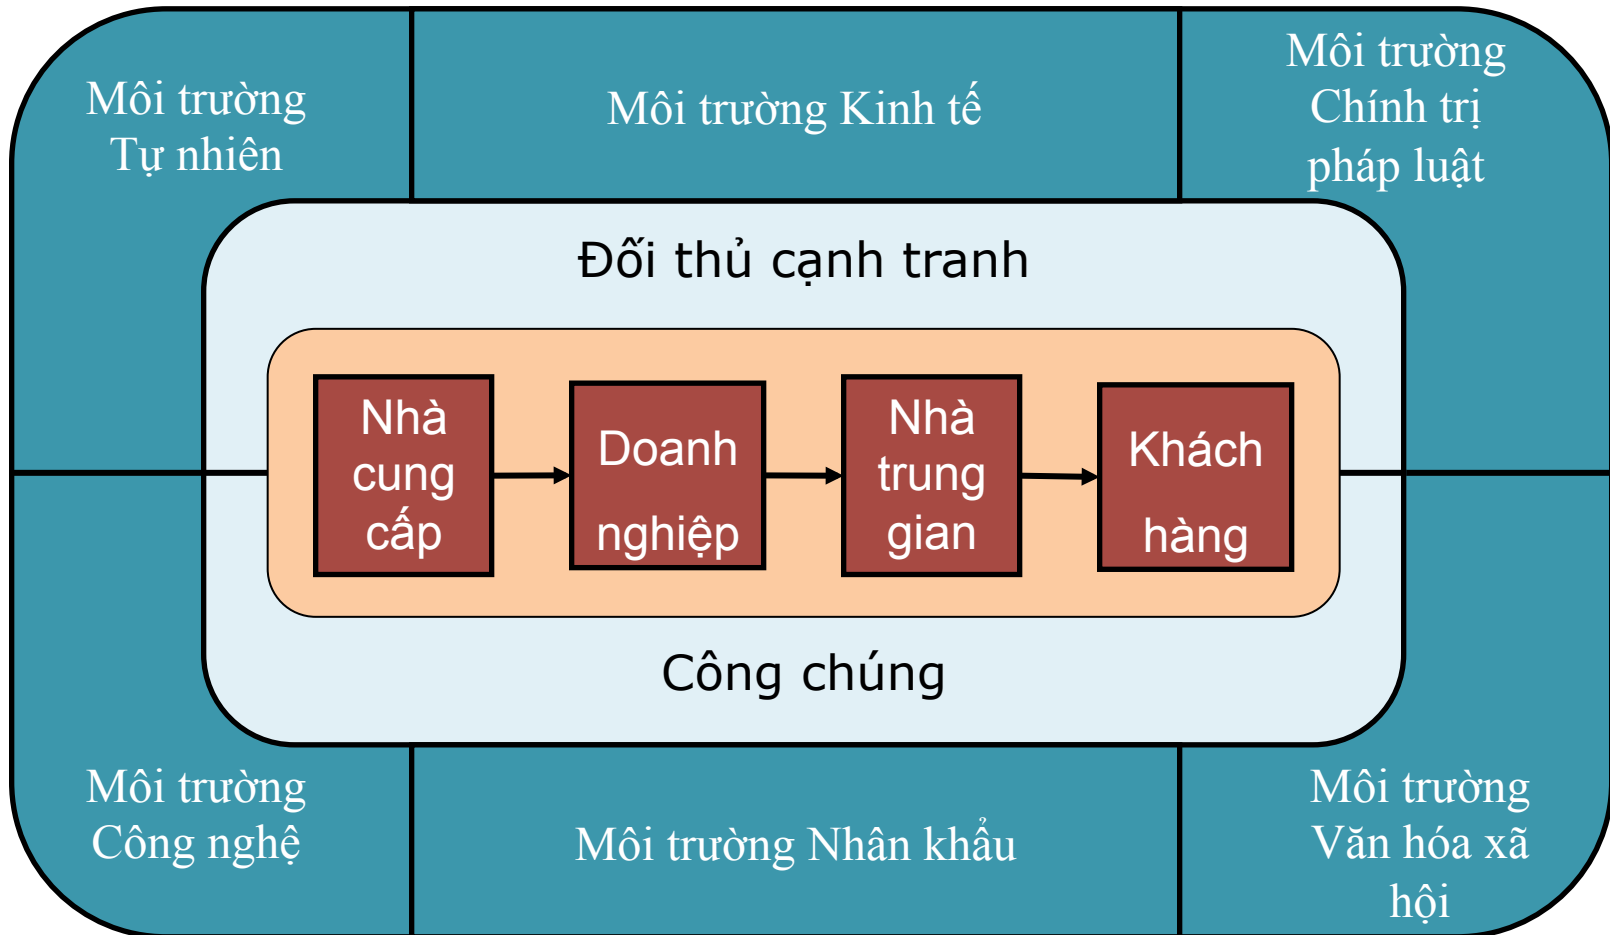 Môi trường
Tự nhiên
Môi trường Kinh tế
Môi trường
Chính trị
pháp luật
Đối thủ cạnh tranh
Nhà
cung
cấp
Doanh
nghiệp
Nhà
trung
gian
Khách
hàng
Công chúng
Môi trường
Công nghệ
Môi trường Nhân khẩu
Môi trường
Văn hóa xã
hội